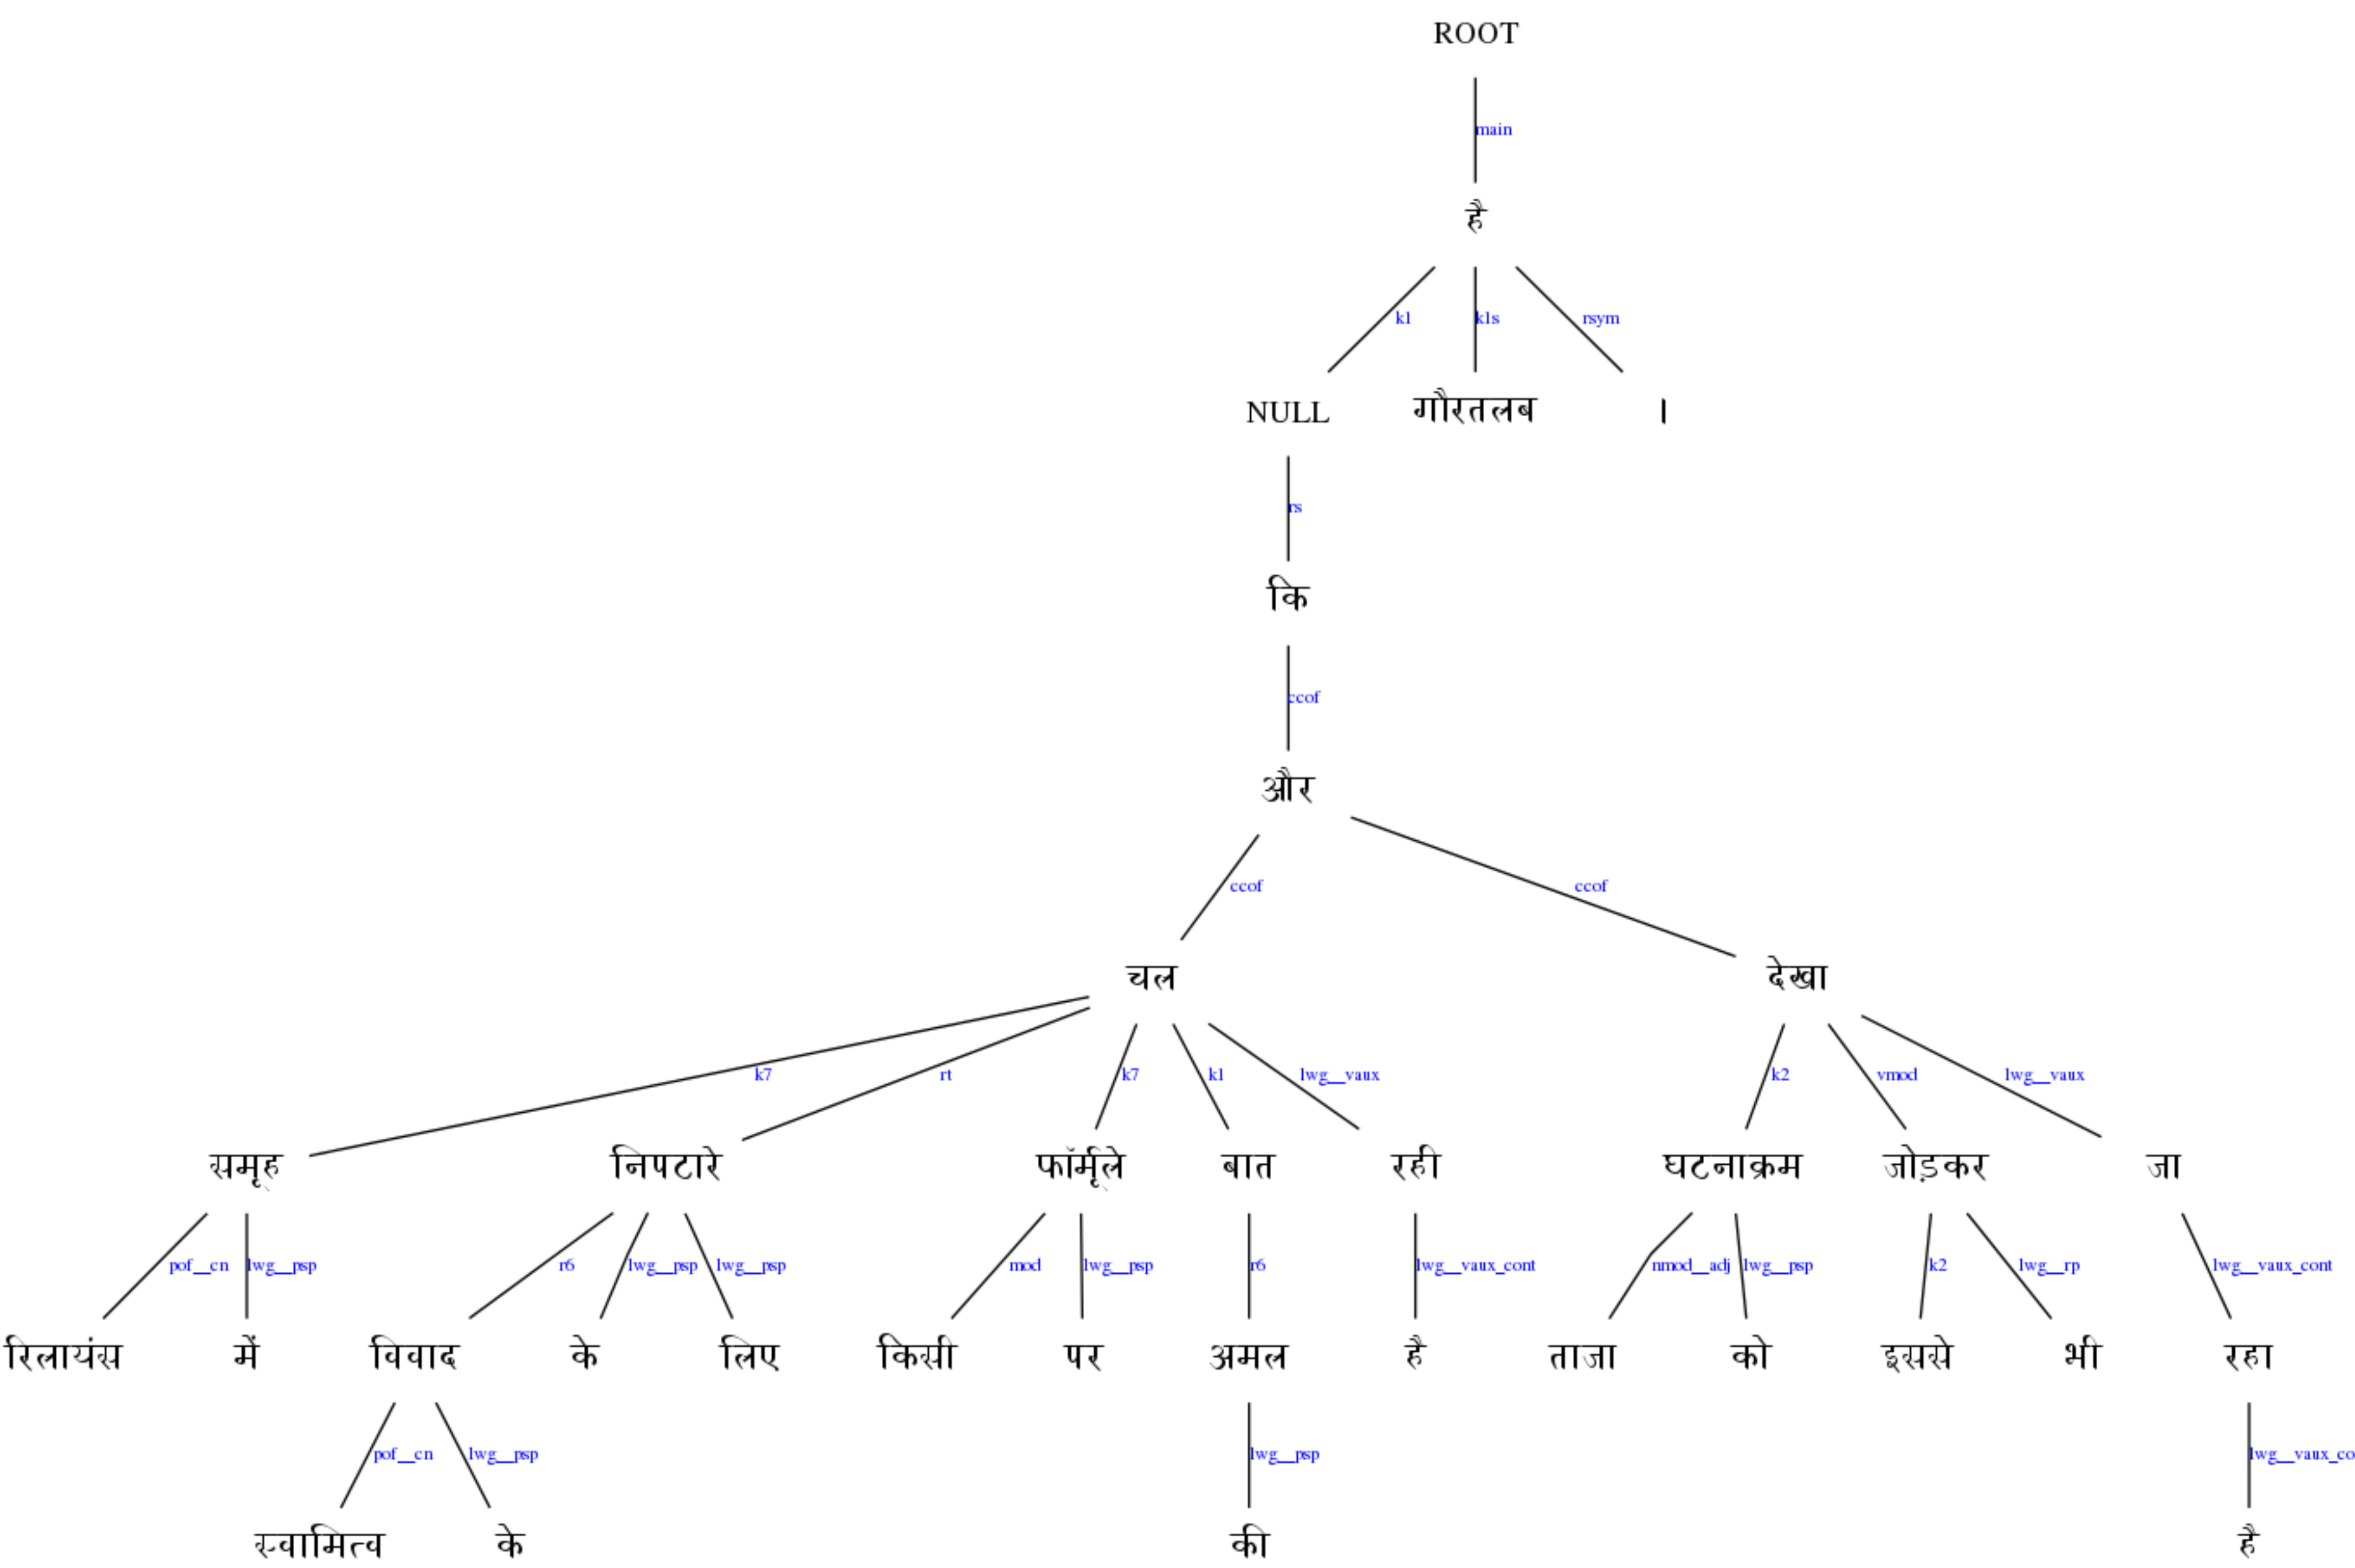 ROOT
main
है
k1 k1s rsym
NULL गौरतलब ।
rs
कि
ccof
और
ccof ccof
चल देखा
k7 rt k7 k1 lwg__vaux k2 vmod lwg__vaux
समूह निपटारे फॉर्मूले बात रही घटनाक्रम जोड़कर जा
pof__cn lwg__psp r6 lwg__psp lwg__psp mod lwg__psp r6 lwg__vaux_cont nmod__adj lwg__psp k2 lwg__rp lwg__vaux_cont
रिलायंस में विवाद के लिए किसी पर अमल है ताजा को इससे भी रहा
pof__cn lwg__psp lwg__psp lwg__vaux_co
स्वामित्व के की है